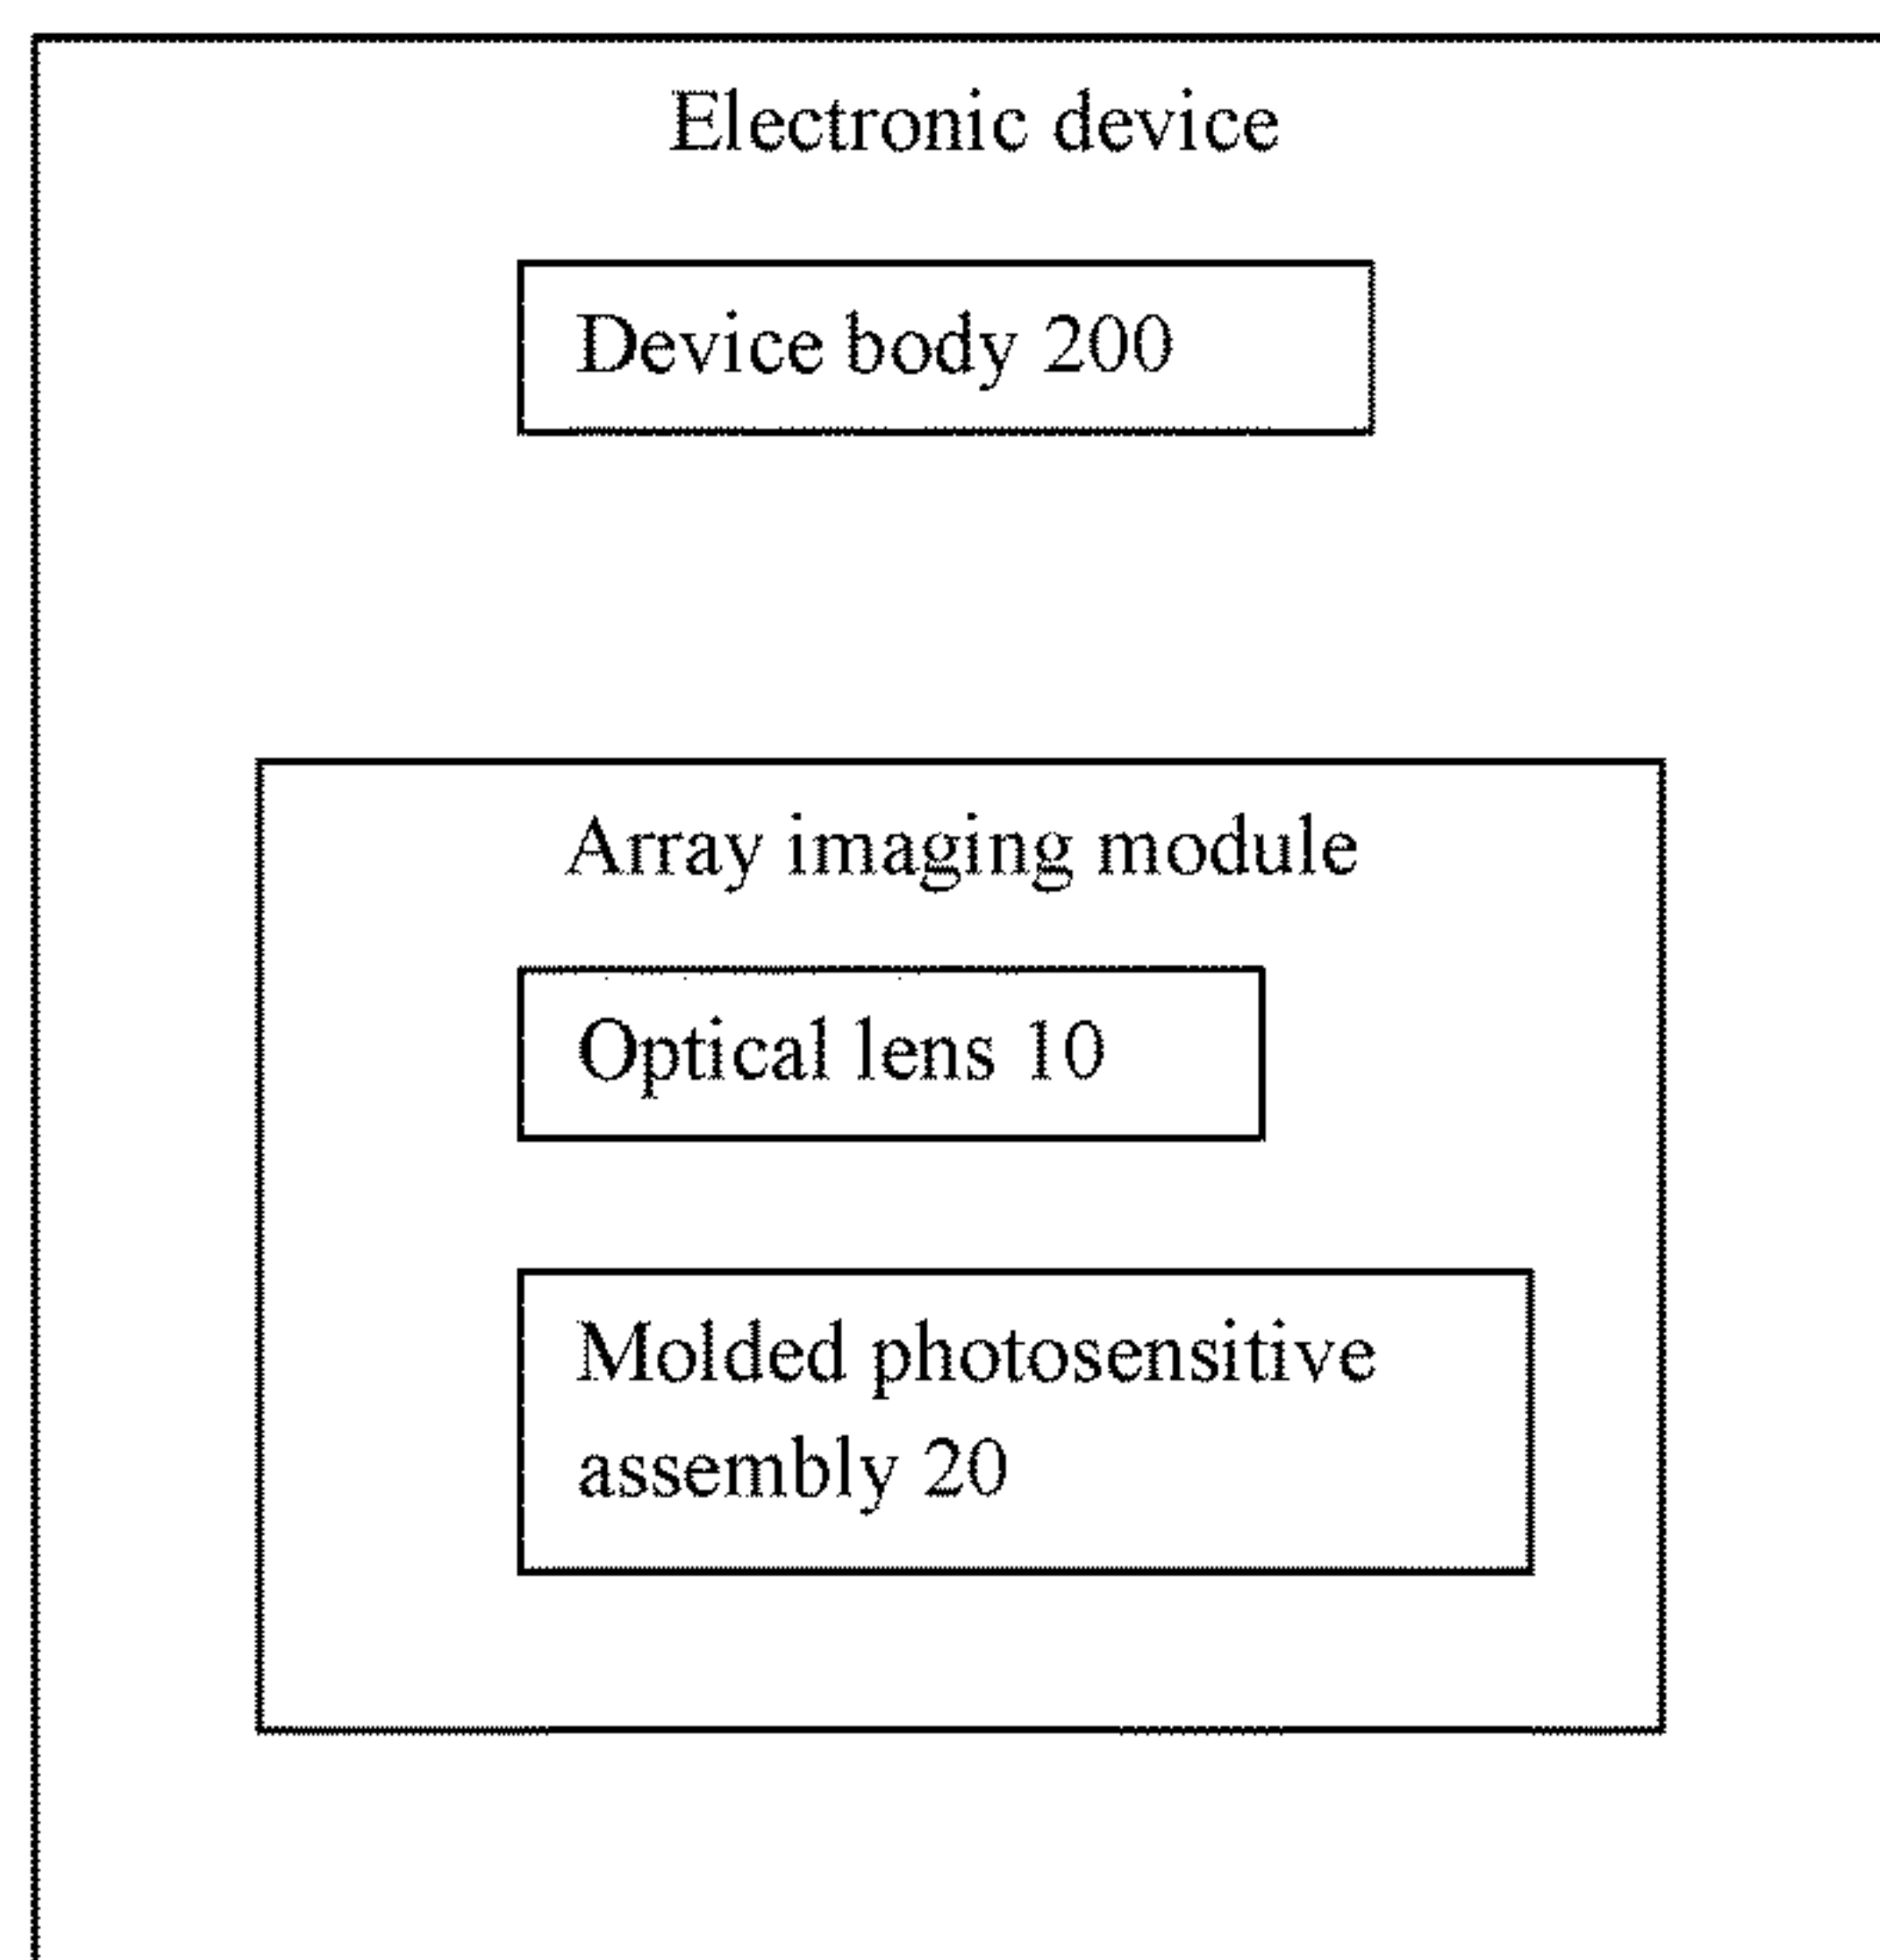 Electronic device
Device body 200
Array imaging module
Optical lens 10
Molded photosensitive
assembly 20